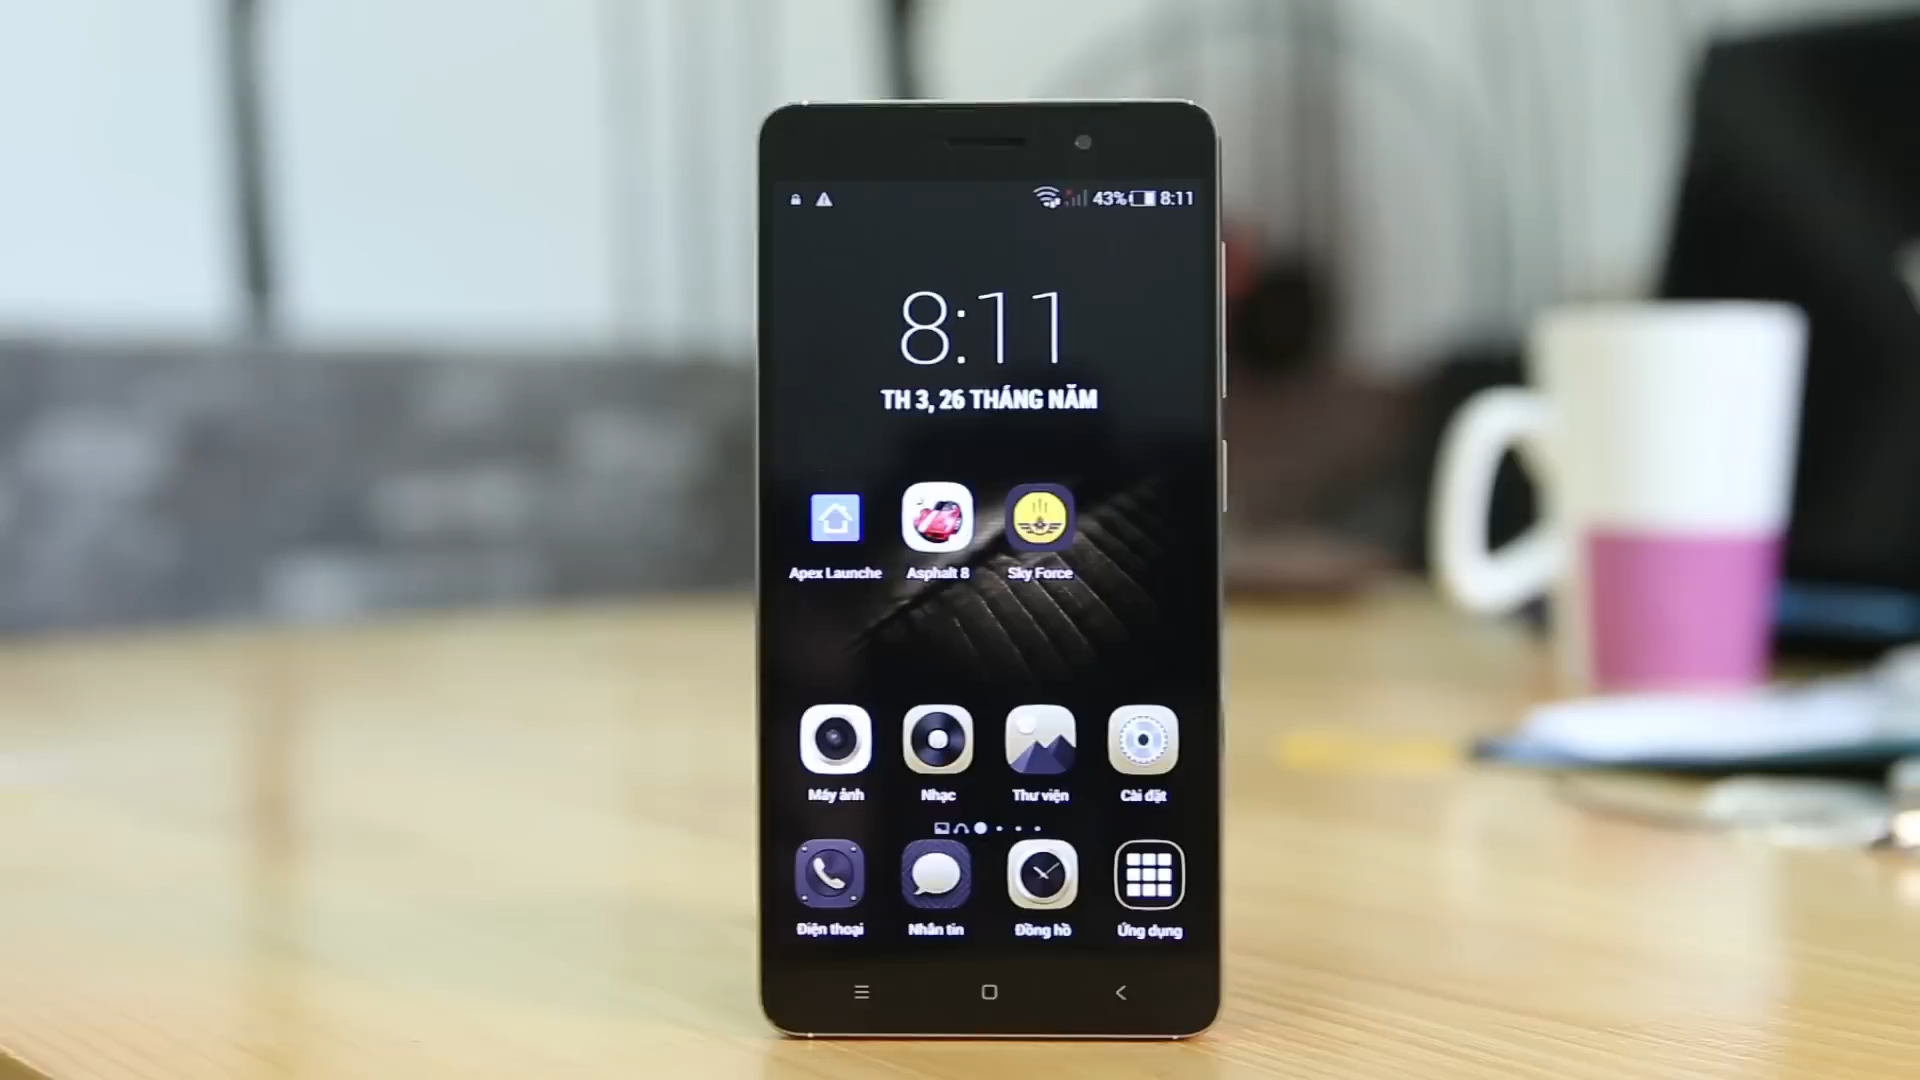 43% 8:11
8:11
TH 3, 26 THÁNG NĂM
Apex Launche Asphalt 8 Sky Force
Máy ảnh Nhạc Thư viện Cài đặt
Điện thoại Nhắn tin Đồng hồ Ứng dụng